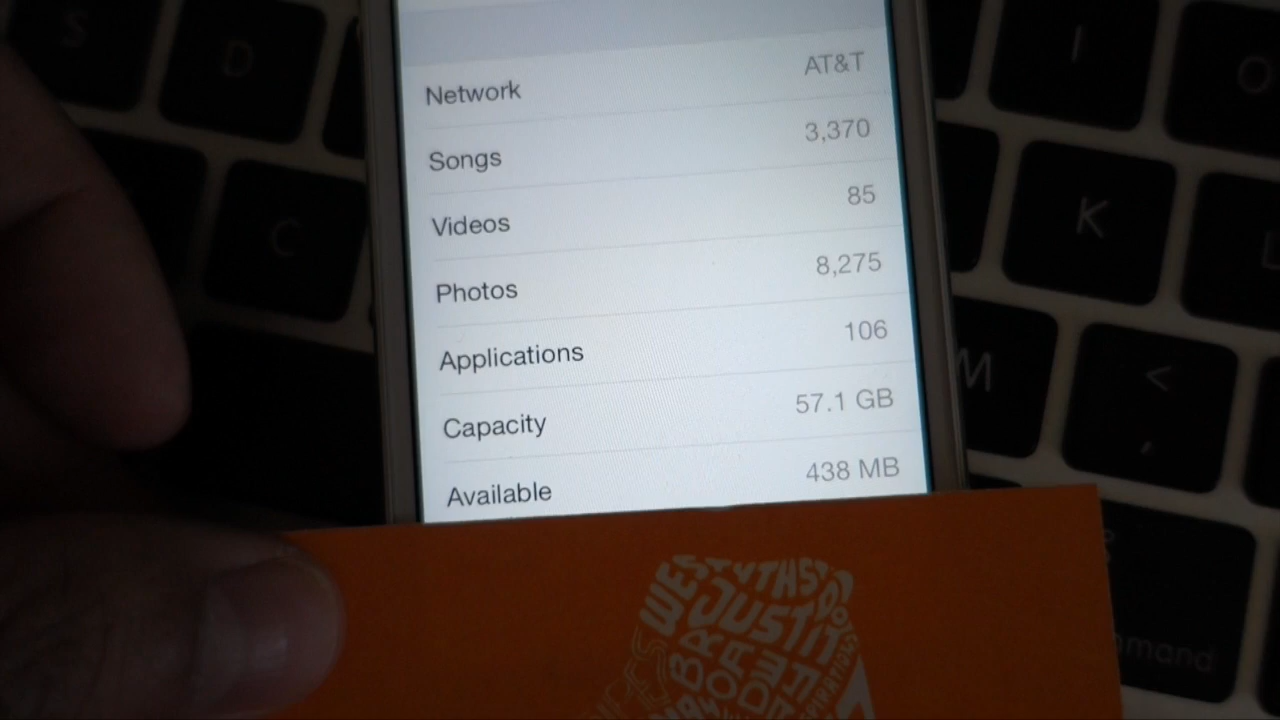 Network AT&T
Songs 3,370
Videos 85
Photos 8,275
Applications 106
Capacity 57.1 GB
Available 438 MB
S D C
I O
K L
M <
,
JUST